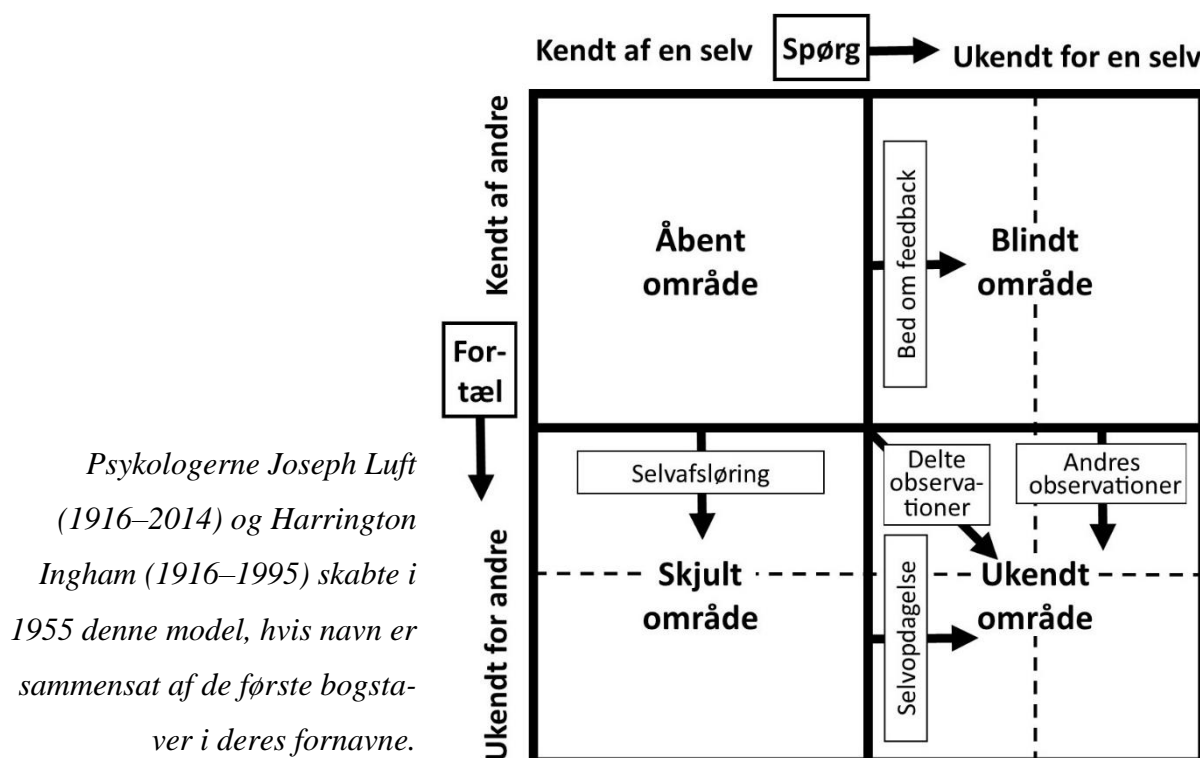 Kendt af en selv
Spørg
Ukendt for en selv
Kendt af andre
Åbent
område
Bed om feedback
Blindt
område
For-
tæl
Psykologerne Joseph Luft
(1916–2014) og Harrington
Ingham (1916–1995) skabte i
1955 denne model, hvis navn er
sammensat af de første bogsta-
ver i deres fornavne.
Ukendt for andre
Selvafsløring
Skjult
område
Delte
observa-
tioner
Andres
observationer
Selvopdagelse
Ukendt
område